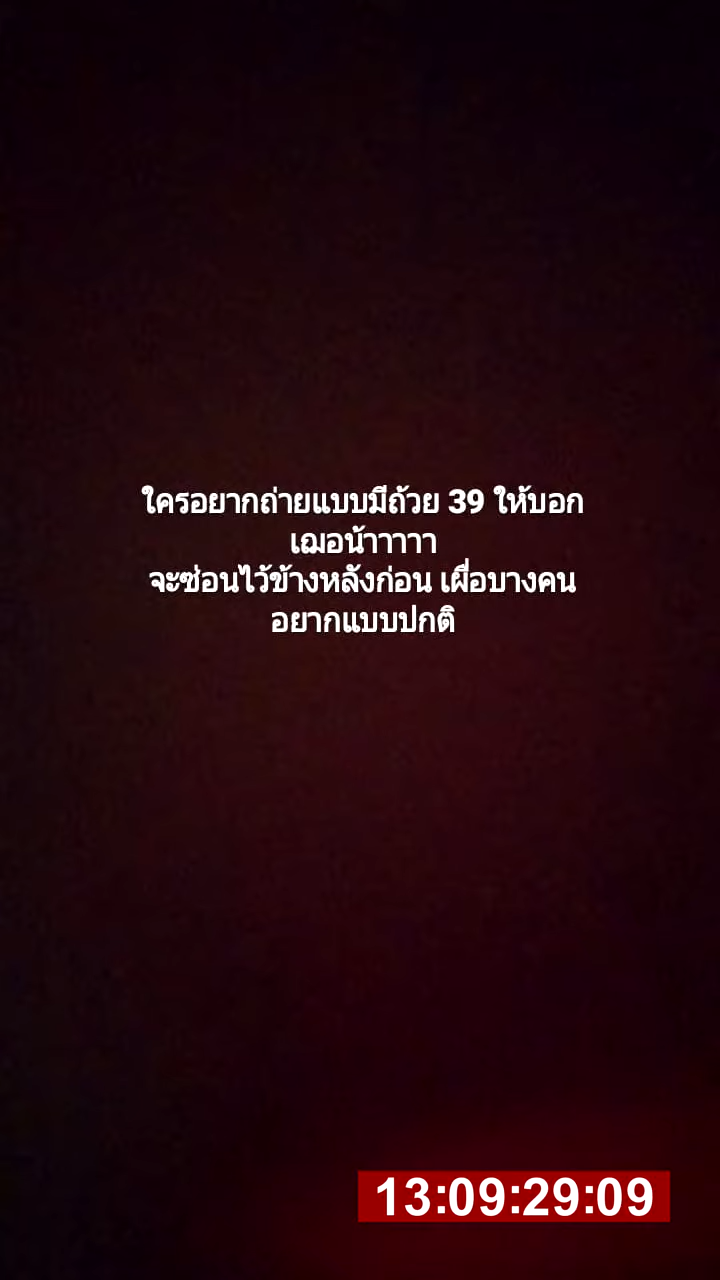 ใครอยากถ่ายแบบมีถ้วย 39 ให้บอก
เฌอน้าาาาา
จะซ่อนไว้ข้างหลังก่อน เผื่อบางคน
อยากแบบปกติ
13:09:29:09